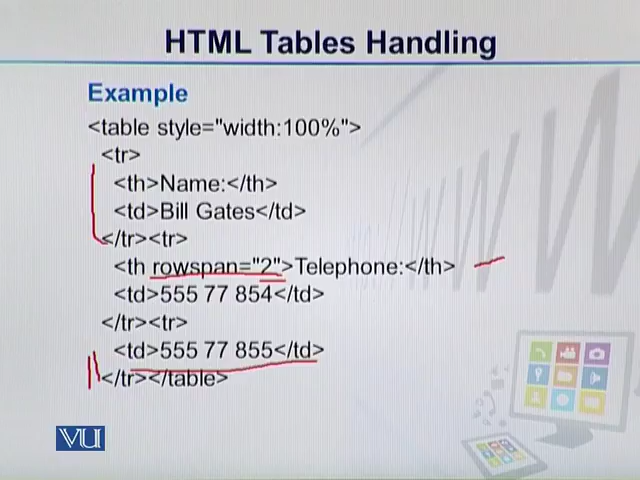 HTML Tables Handling
Example
<table style="width:100%">
<tr>
<th>Name:</th>
<td>Bill Gates</td>
</tr><tr>
<th rowspan="2">Telephone:</th>
<td>555 77 854</td>
</tr><tr>
<td>555 77 855</td>
</tr></table>
VU